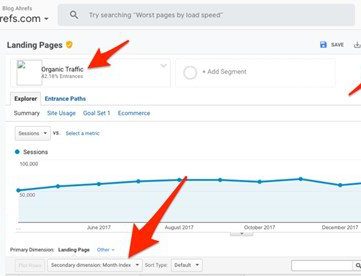 Blog Ahrefs
efs.com
Try searching "Worst pages by load speed"
Landing Pages
SAVE
Organic Traffic
42.18% Entrances
+ Add Segment
Explorer Entrance Paths
Summary Site Usage Goal Set 1 Ecommerce
Sessions VS. Select a metric
Sessions
100,000
50,000
... June 2017 August 2017 October 2017 December 2017
Primary Dimension: Landing Page Other
Plot Rows Secondary dimension: Month Index Sort Type: Default